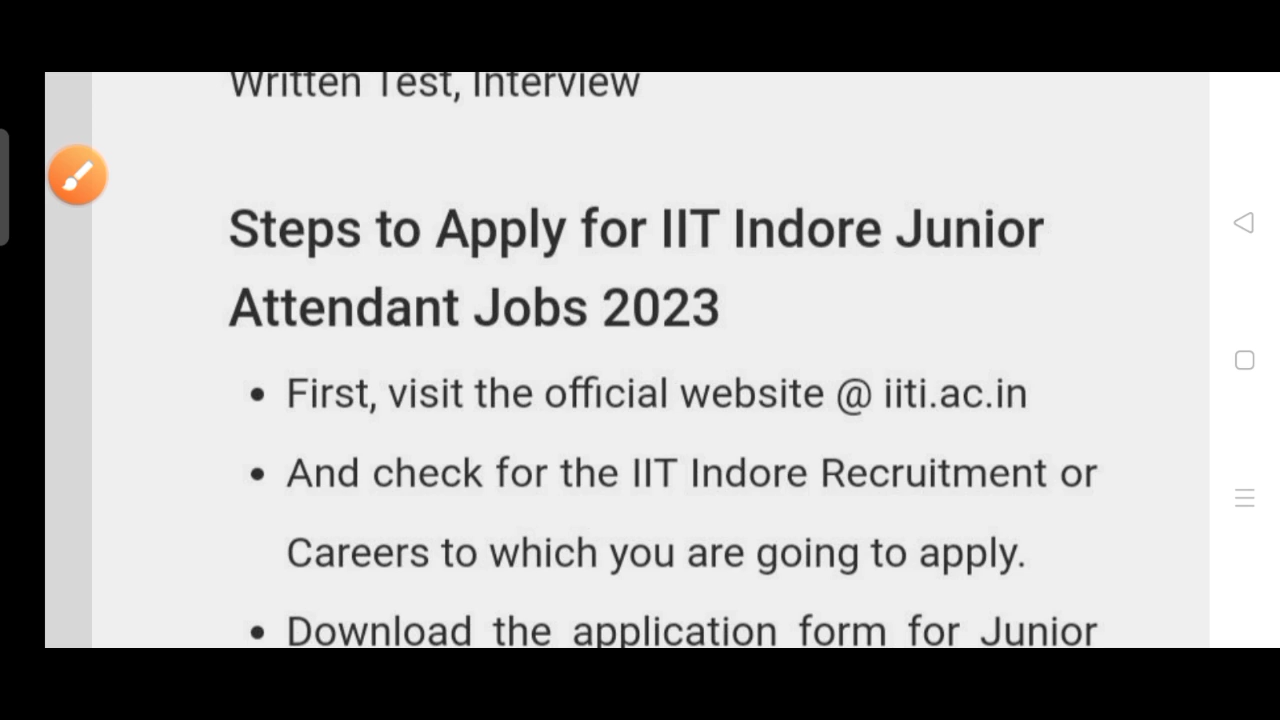 Written Test, Interview
Steps to Apply for IIT Indore Junior
Attendant Jobs 2023
• First, visit the official website @ iiti.ac.in
• And check for the IIT Indore Recruitment or
Careers to which you are going to apply.
• Download the application form for Junior